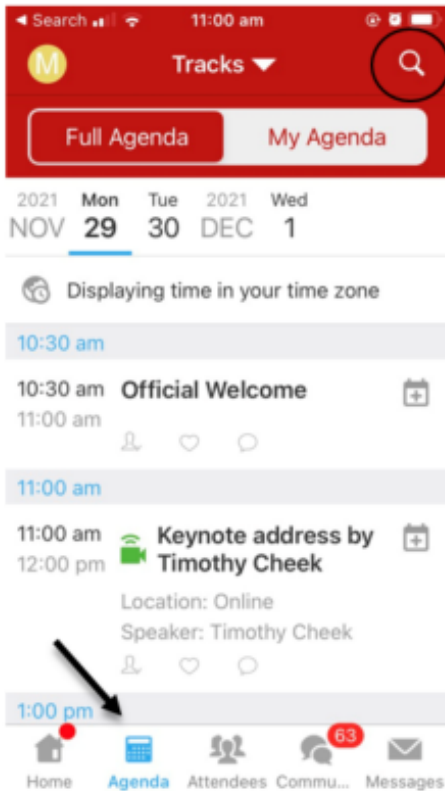 Search 11:00 am
M Tracks
Full Agenda My Agenda
2021 Mon Tue 2021 Wed
NOV 29 30 DEC 1
Displaying time in your time zone
10:30 am
10:30 am Official Welcome
11:00 am
11:00 am
11:00 am Keynote address by
12:00 pm Timothy Cheek
Location: Online
Speaker: Timothy Cheek
1:00 pm
63
Home Agenda Attendees Commu... Messages